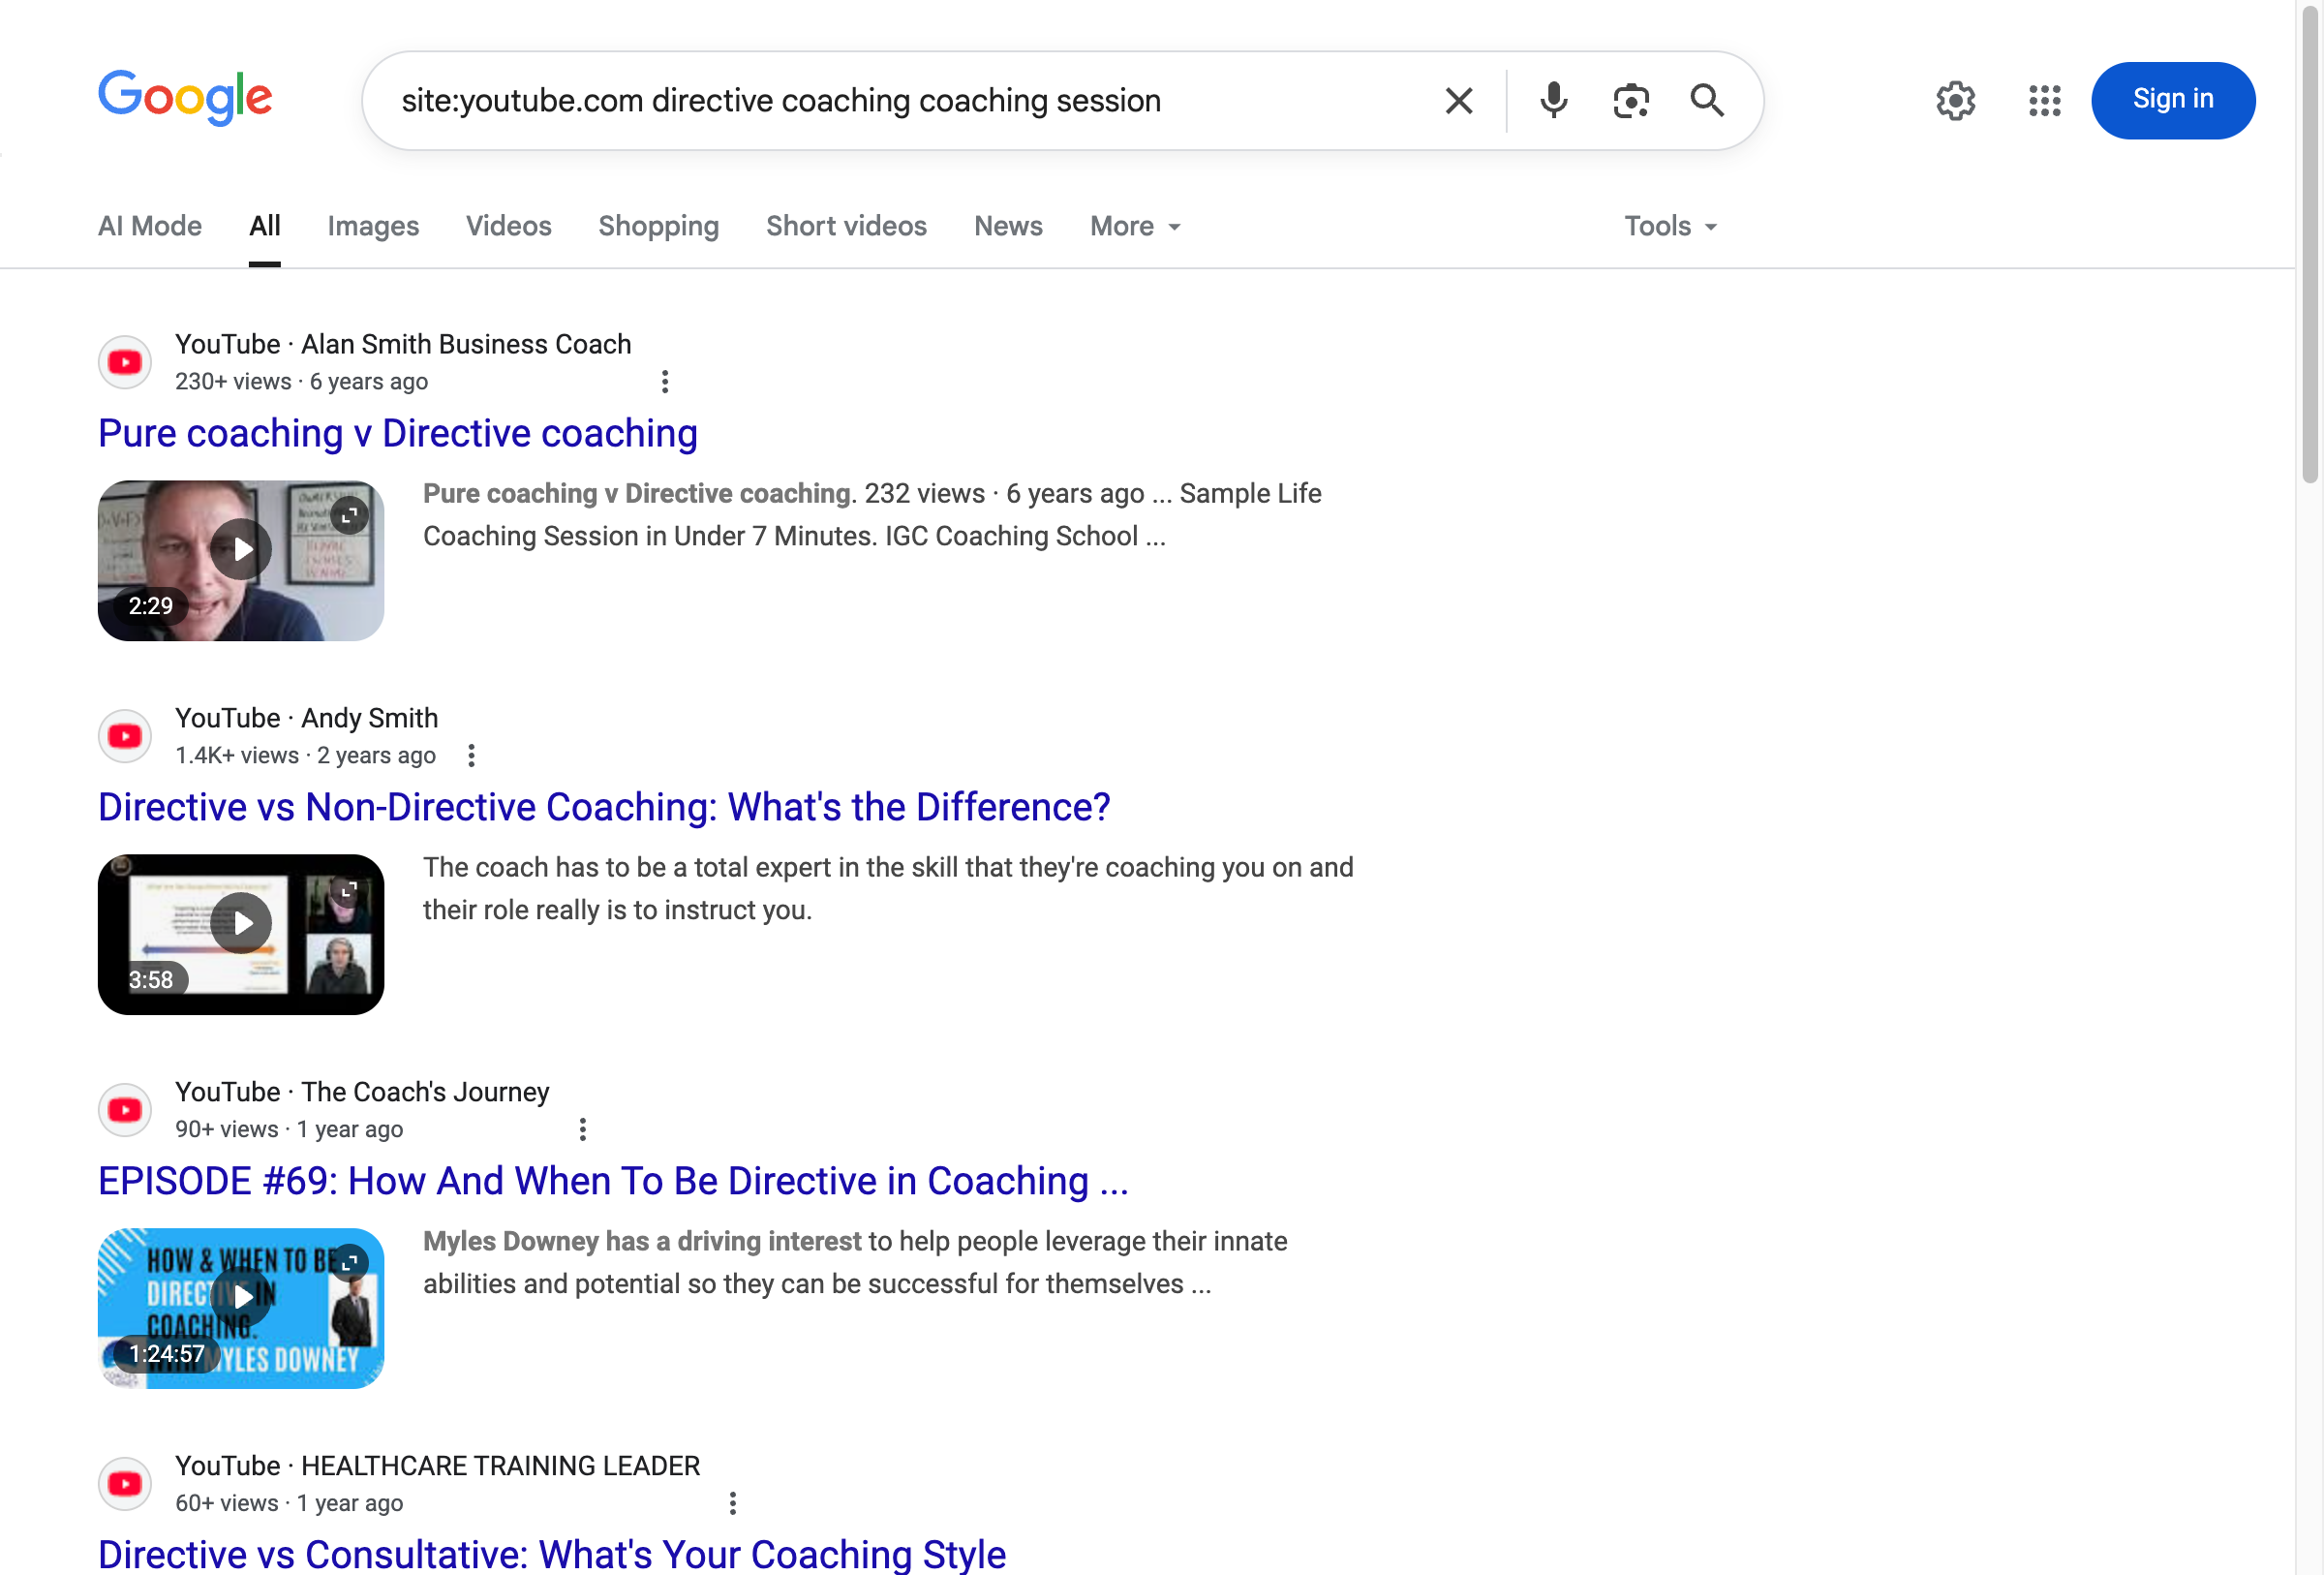 Google
site:youtube.com directive coaching coaching session
Sign in
AI Mode
All
Images
Videos
Shopping
Short videos
News
More
Tools
YouTube · Alan Smith Business Coach
230+ views · 6 years ago
Pure coaching v Directive coaching
2:29
Pure coaching v Directive coaching. 232 views · 6 years ago ... Sample Life
Coaching Session in Under 7 Minutes. IGC Coaching School ...
YouTube · Andy Smith
1.4K+ views · 2 years ago
Directive vs Non-Directive Coaching: What's the Difference?
3:58
The coach has to be a total expert in the skill that they're coaching you on and
their role really is to instruct you.
YouTube · The Coach's Journey
90+ views · 1 year ago
EPISODE #69: How And When To Be Directive in Coaching ...
HOW & WHEN TO BE
DIRECTIVE IN
COACHING.
MYLES DOWNEY
1:24:57
Myles Downey has a driving interest to help people leverage their innate
abilities and potential so they can be successful for themselves ...
YouTube · HEALTHCARE TRAINING LEADER
60+ views · 1 year ago
Directive vs Consultative: What's Your Coaching Style